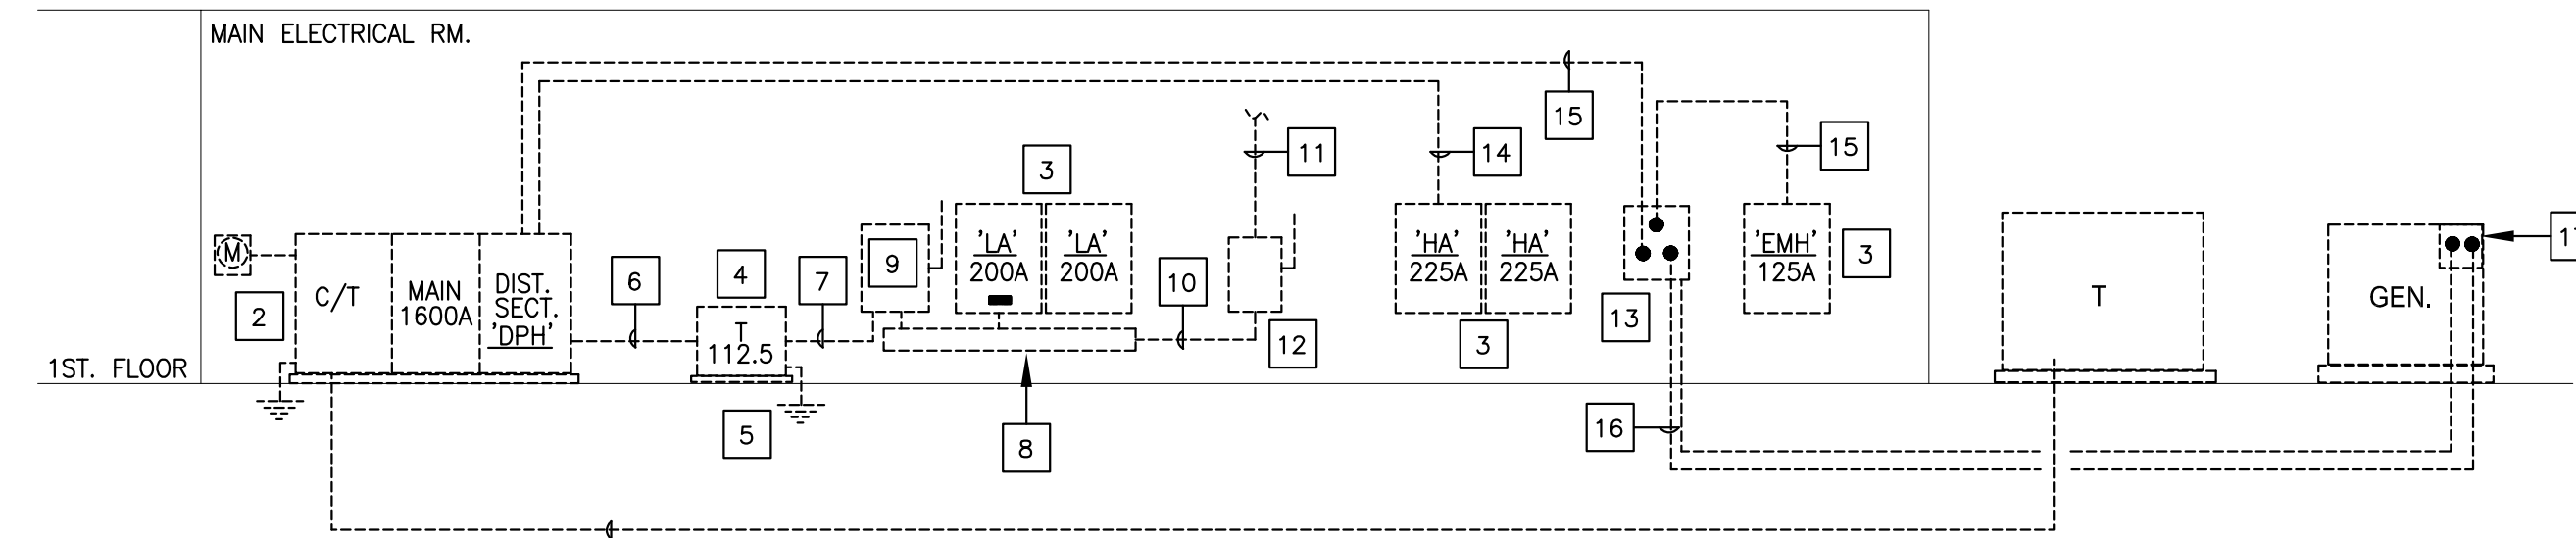 MAIN ELECTRICAL RM.
15
11
14
15
3
M
'LA'
200A
'LA'
200A
'HA'
225A
'HA'
225A
'EMH'
125A
3
9
4
6
7
10
2
C/T
MAIN
1600A
DIST.
SECT.
'DPH'
T
112.5
12
3
13
T
GEN.
1ST. FLOOR
5
8
16